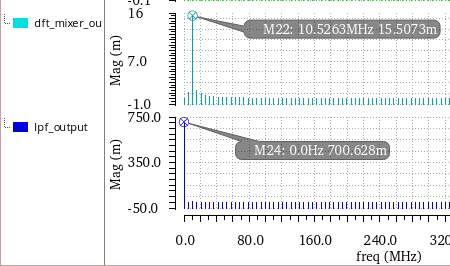 -0.1
16
dft_mixer_ou
M22: 10.5263MHz 15.5073m
Mag (m)
7.0
-1.0
750.0
lpf_output
M24: 0.0Hz 700.628m
Mag (m)
350.0
-50.0
0.0 80.0 160.0 240.0 320
freq (MHz)